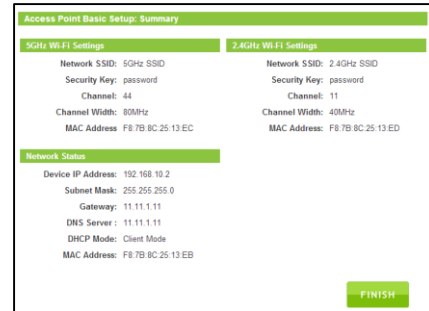 Access Point Basic Setup: Summary
5GHz Wi-Fi Settings
Network SSID: 5GHz SSID
Security Key: password
Channel: 44
Channel Width: 80MHz
MAC Address F8:7B:8C:25:13:EC
2.4GHz Wi-Fi Settings
Network SSID: 2.4GHz SSID
Security Key: password
Channel: 11
Channel Width: 40MHz
MAC Address: F8:7B:8C:25:13:ED
Network Status
Device IP Address: 192.168.10.2
Subnet Mask: 255.255.255.0
Gateway: 11.11.1.11
DNS Server : 11.11.1.11
DHCP Mode: Client Mode
MAC Address: F8:7B:8C:25:13:EB
FINISH